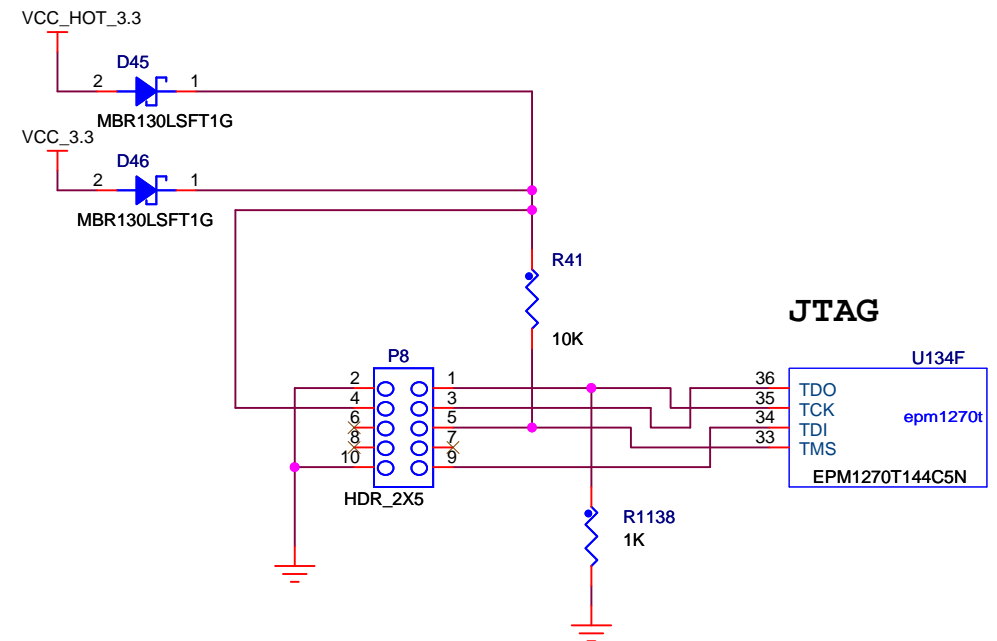 VCC_HOT_3.3
D45
2 1
MBR130LSFT1G
VCC_3.3
D46
2 1
MBR130LSFT1G
R41
10K
JTAG
P8
U134F
2 1
4 3
6 5
8 7
10 9
HDR_2X5
36 TDO
35 TCK
34 TDI
33 TMS
epm1270t
EPM1270T144C5N
R1138
1K